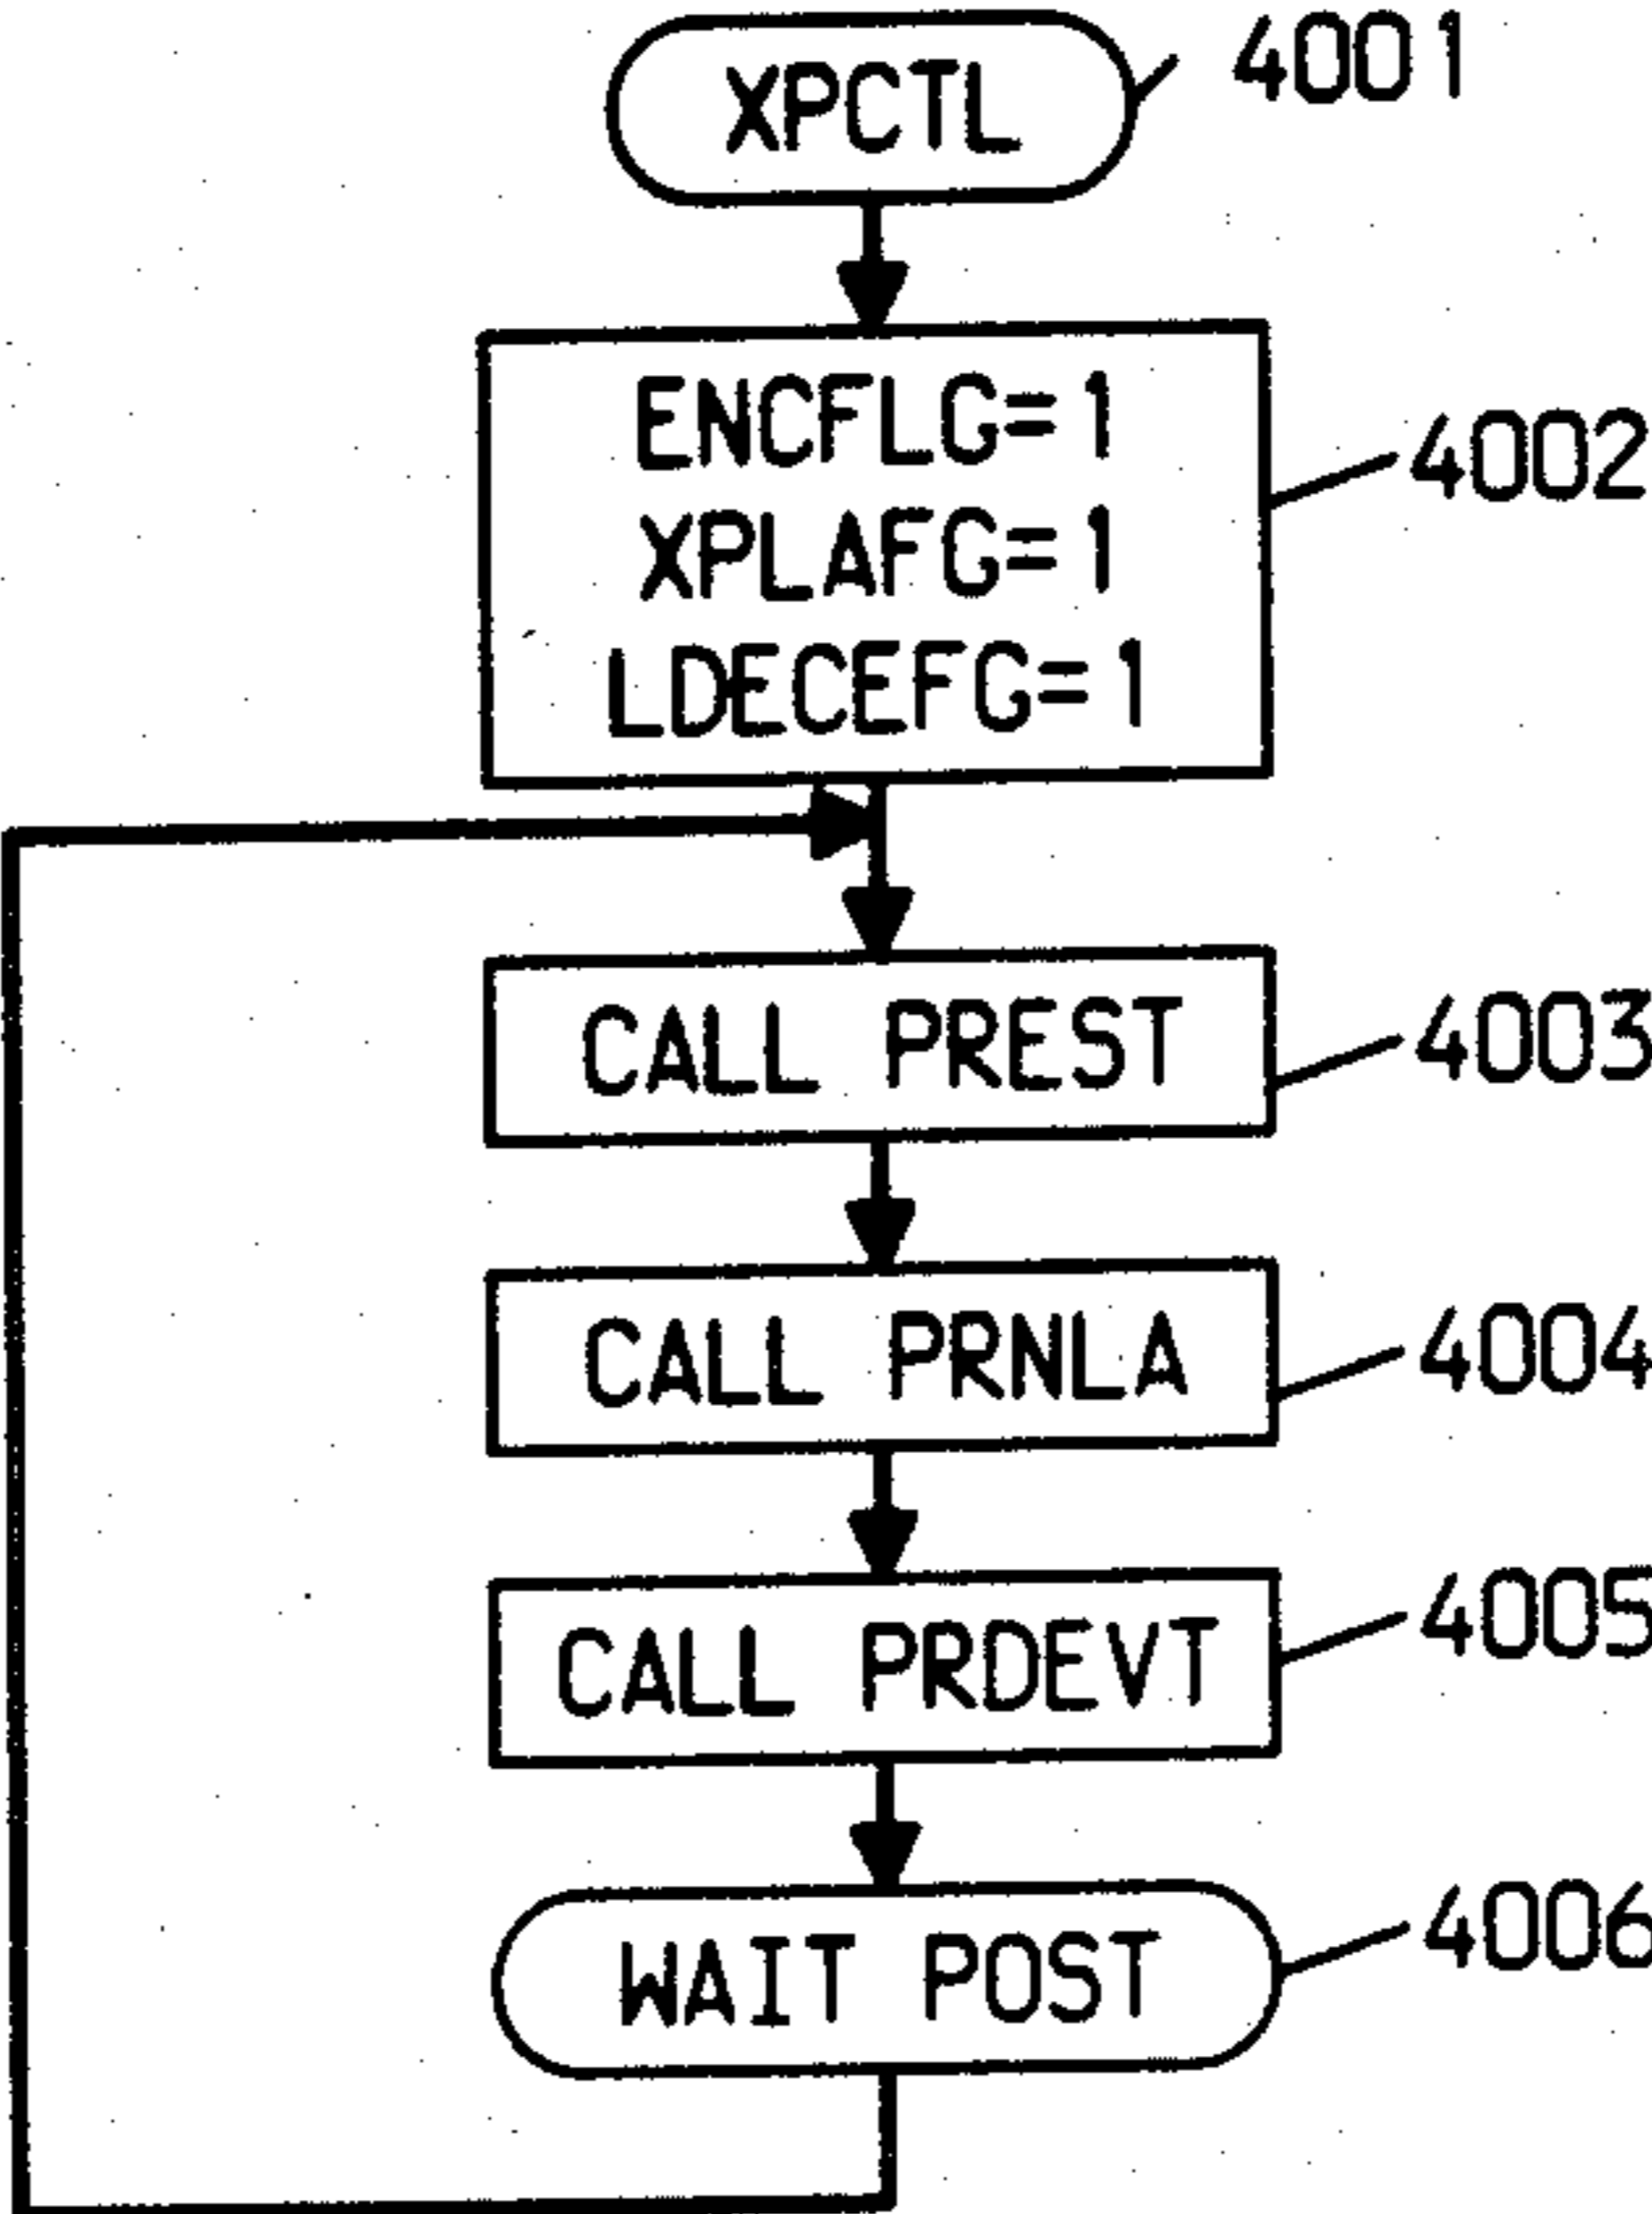 XPCTL
4001
ENCFLG=1
XPLAFG=1
LDECEFG=1
4002
CALL PREST
4003
CALL PRNLA
4004
CALL PRDEVT
4005
WAIT POST
4006